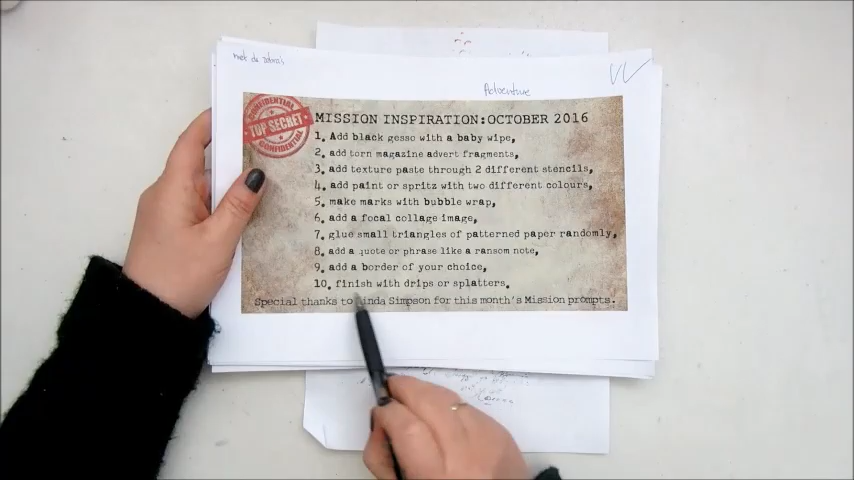 Adventure
CONFIDENTIAL
TOP SECRET
CONFIDENTIAL
MISSION INSPIRATION:OCTOBER 2016
1. Add black gesso with a baby wipe,
2. add torn magazine advert fragments,
3. add texture paste through 2 different stencils,
4. add paint or spritz with two different colours,
5. make marks with bubble wrap,
6. add a focal collage image,
7. glue small triangles of patterned paper randomly,
8. add a quote or phrase like a ransom note,
9. add a border of your choice,
10. finish with drips or splatters.
Special thanks to Linda Simpson for this month's Mission prompts.